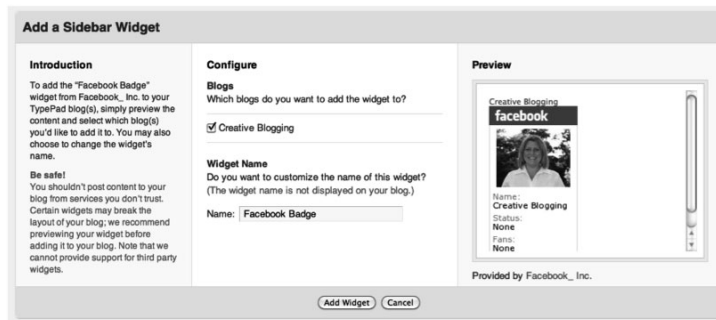 Add a Sidebar Widget
Introduction
To add the "Facebook Badge"
widget from Facebook_ Inc. to your
TypePad blog(s), simply preview the
content and select which blog(s)
you'd like to add it to. You may also
choose to change the widget's
name.
Be safe!
You shouldn't post content to your
blog from services you don't trust.
Certain widgets may break the
layout of your blog; we recommend
previewing your widget before
adding it to your blog. Note that we
cannot provide support for third party
widgets.
Configure
Blogs
Which blogs do you want to add the widget to?
Creative Blogging
Widget Name
Do you want to customize the name of this widget?
(The widget name is not displayed on your blog.)
Name: Facebook Badge
Preview
Creative Blogging
facebook
Name:
Creative Blogging
Status:
None
Fans:
None
Provided by Facebook_ Inc.
Add Widget Cancel